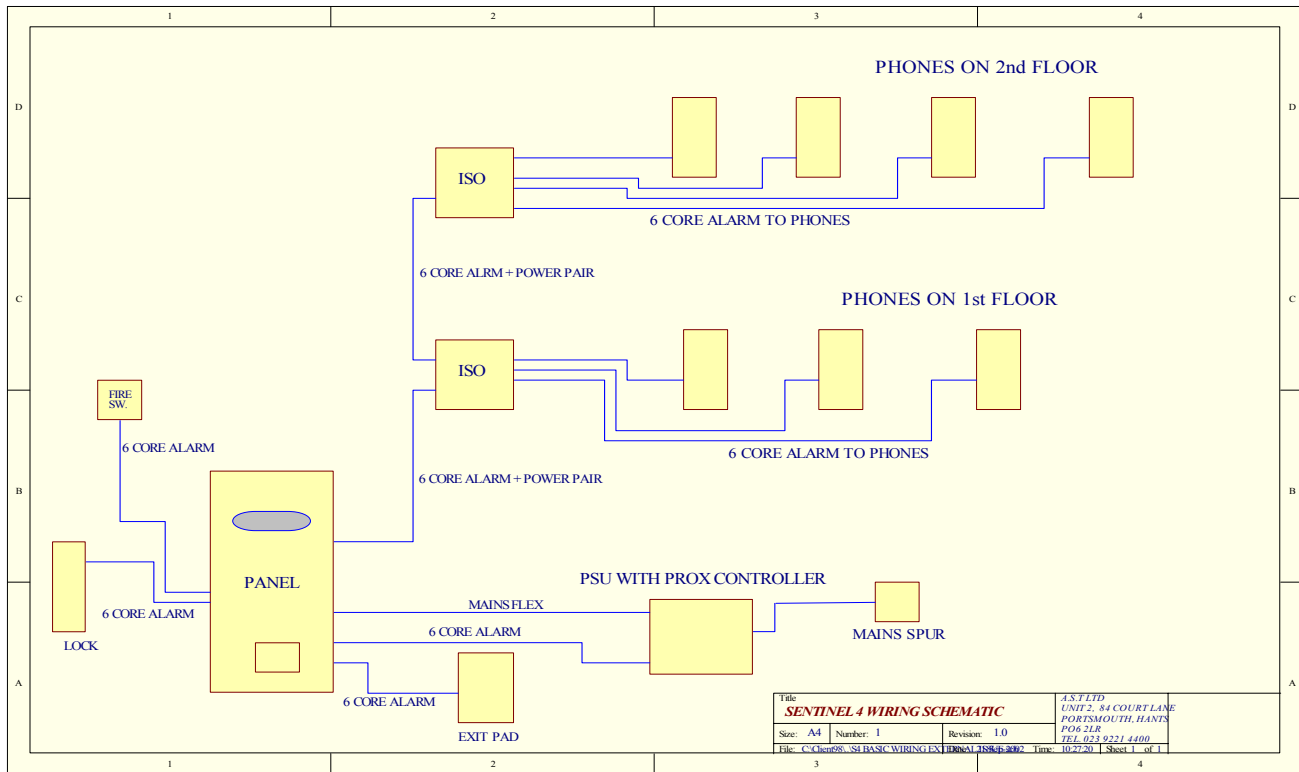 1 2 3 4
D D
PHONES ON 2nd FLOOR
ISO
6 CORE ALARM TO PHONES
6 CORE ALRM + POWER PAIR
C C
PHONES ON 1st FLOOR
ISO
FIRE
SW.
6 CORE ALARM
6 CORE ALARM TO PHONES
6 CORE ALARM + POWER PAIR
B B
PANEL
PSU WITH PROX CONTROLLER
MAINS FLEX
6 CORE ALARM
6 CORE ALARM
MAINS SPUR
LOCK
A A
6 CORE ALARM
EXIT PAD
Title
SENTINEL 4 WIRING SCHEMATIC
Size: A4 Number: 1 Revision: 1.0
A.S.T LTD
UNIT 2, 84 COURT LANE
PORTSMOUTH, HANTS
PO6 2LR
TEL. 023 9221 4400
File: C:\Client98\..\S4 BASIC WIRING Time: 10:27:20 Sheet 1 of 1
1 2 3 4